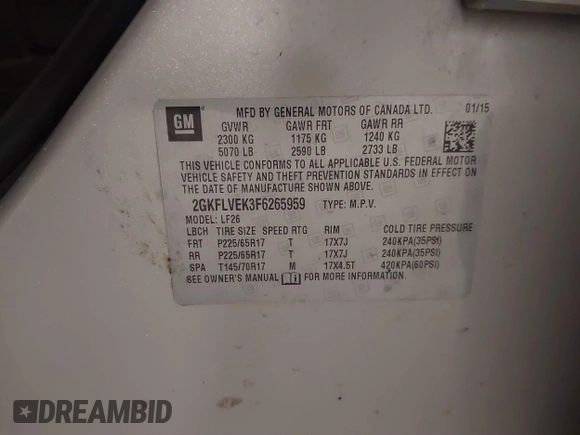 GM
MFD BY GENERAL MOTORS OF CANADA LTD. 01/15
GVWR GAWR FRT GAWR RR
2300 KG 1175 KG 1240 KG
5070 LB 2590 LB 2733 LB
THIS VEHICLE CONFORMS TO ALL APPLICABLE U.S. FEDERAL MOTOR
VEHICLE SAFETY AND THEFT PREVENTION STANDARDS IN EFFECT ON
THE DATE OF MANUFACTURE SHOWN ABOVE.
2GKFLVEK3F6265959 TYPE: M.P.V.
MODEL: LF26
LBCH TIRE SIZE SPEED RTG RIM COLD TIRE PRESSURE
FRT P225/65R17 T 17X7J 240KPA(35PSI)
RR P225/65R17 T 17X7J 240KPA(35PSI)
SPA T145/70R17 M 17X4.5T 420KPA(60PSI)
SEE OWNER'S MANUAL FOR MORE INFORMATION.
DREAMBID